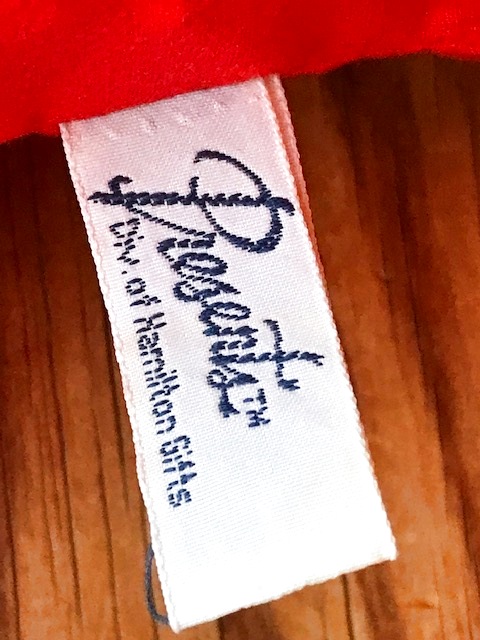 Presents™
Div. of Hamilton Gifts